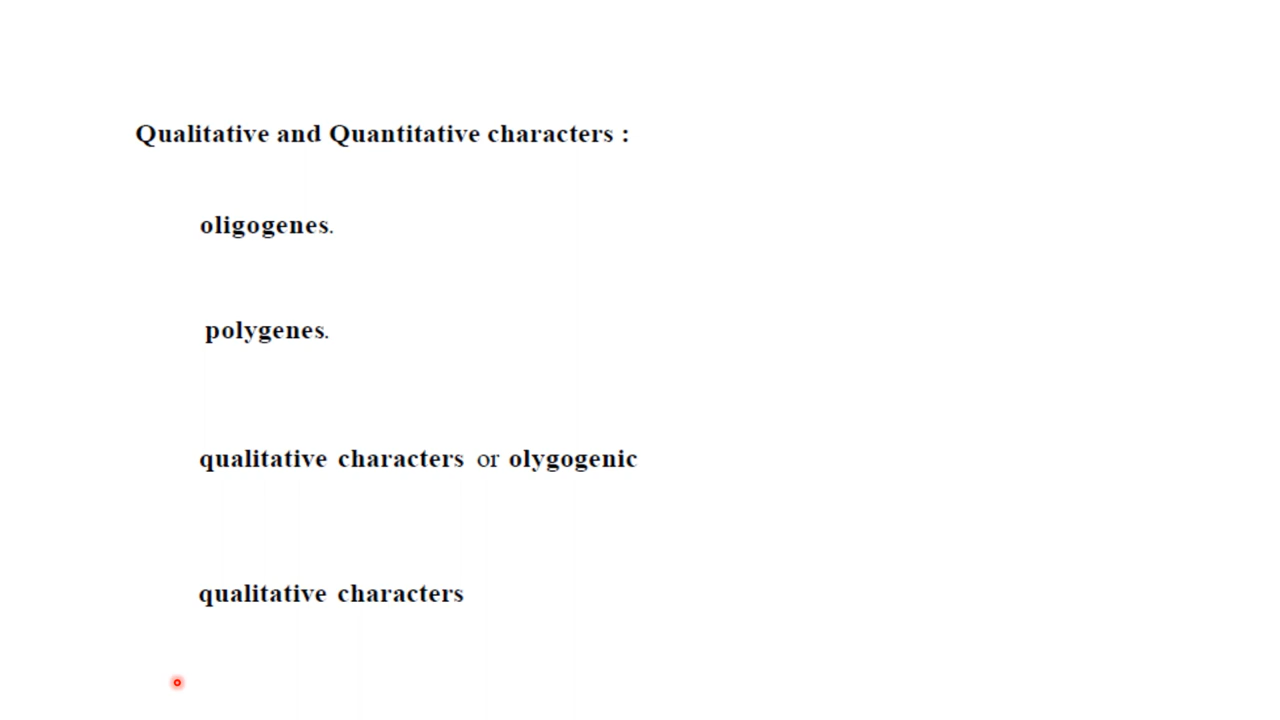 Qualitative and Quantitative characters :
oligogenes.
polygenes.
qualitative characters or olygogenic
qualitative characters